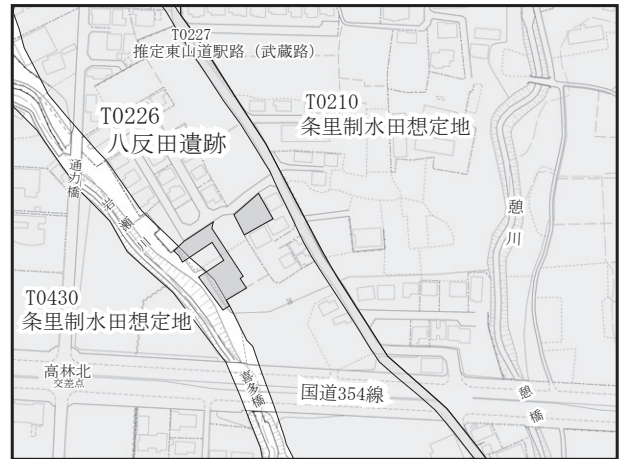 T0227
推定東山道駅路（武蔵路）
T0210
条里制水田想定地
T0226
八反田遺跡
通力橋
岩瀬川
憩川
T0430
条里制水田想定地
高林北
交差点
喜多橋
国道354線
憩橋